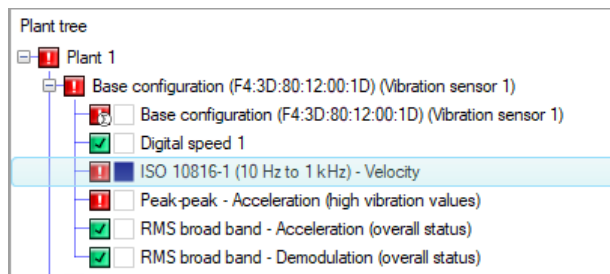 Plant tree
Plant 1
Base configuration (F4:3D:80:12:00:1D) (Vibration sensor 1)
Base configuration (F4:3D:80:12:00:1D) (Vibration sensor 1)
Digital speed 1
ISO 10816-1 (10 Hz to 1 kHz) - Velocity
Peak-peak - Acceleration (high vibration values)
RMS broad band - Acceleration (overall status)
RMS broad band - Demodulation (overall status)